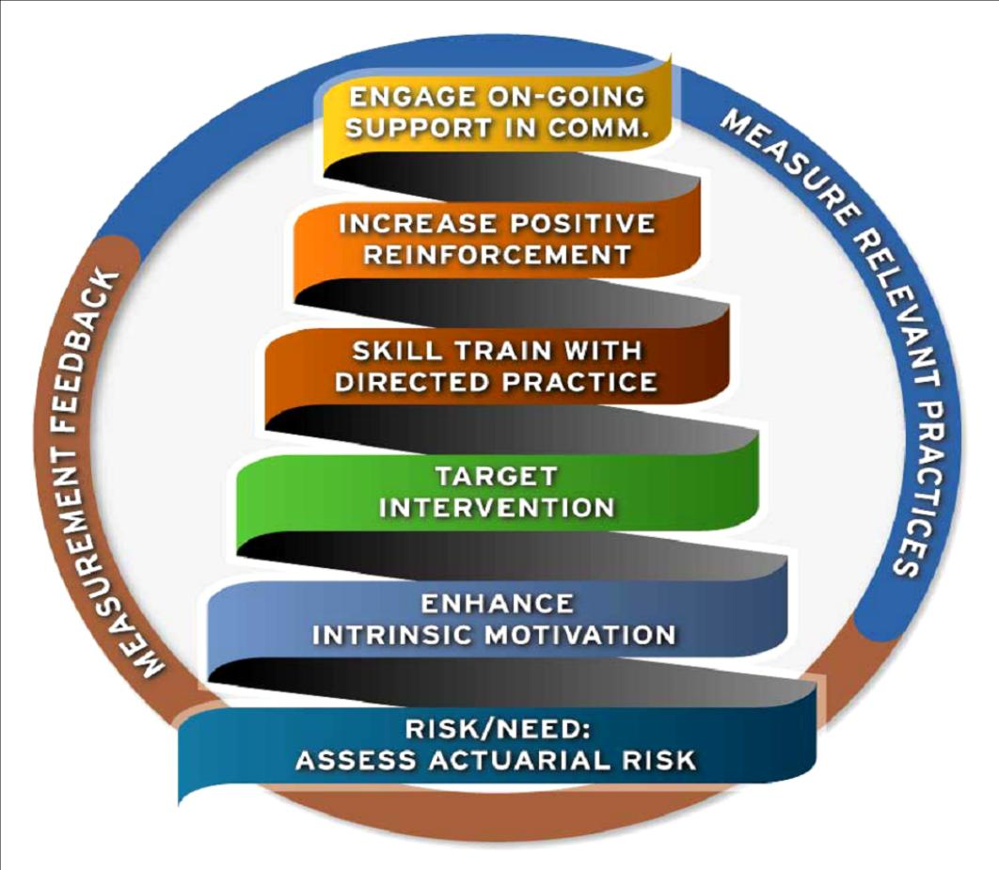 ENGAGE ON-GOING
SUPPORT IN COMM.
INCREASE POSITIVE
REINFORCEMENT
SKILL TRAIN WITH
DIRECTED PRACTICE
TARGET
INTERVENTION
ENHANCE
INTRINSIC MOTIVATION
RISK/NEED:
ASSESS ACTUARIAL RISK
MEASURE RELEVANT PRACTICES
MEASUREMENT FEEDBACK